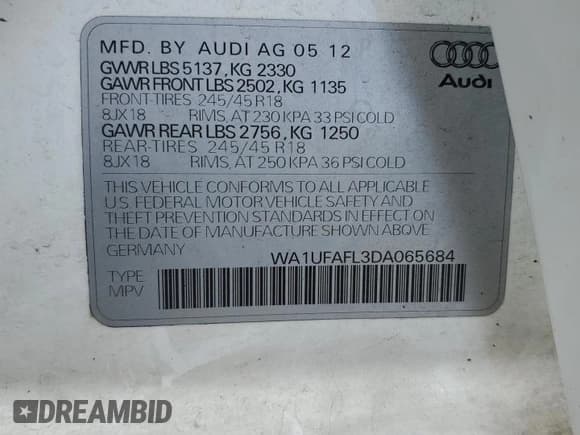 MFD. BY AUDI AG 05 12
GVWR LBS 5137, KG 2330
GAWR FRONT LBS 2502, KG 1135
FRONT-TIRES 245/45 R18
8JX18 RIMS, AT 230 KPA 33 PSI COLD
GAWR REAR LBS 2756, KG 1250
REAR-TIRES 245/45 R18
8JX18 RIMS, AT 250 KPA 36 PSI COLD
Audi
THIS VEHICLE CONFORMS TO ALL APPLICABLE
U.S. FEDERAL MOTOR VEHICLE SAFETY AND
THEFT PREVENTION STANDARDS IN EFFECT ON
THE DATE OF MANUFACTURE SHOWN ABOVE.
GERMANY WA1UFAFL3DA065684
TYPE
MPV
DREAMBID